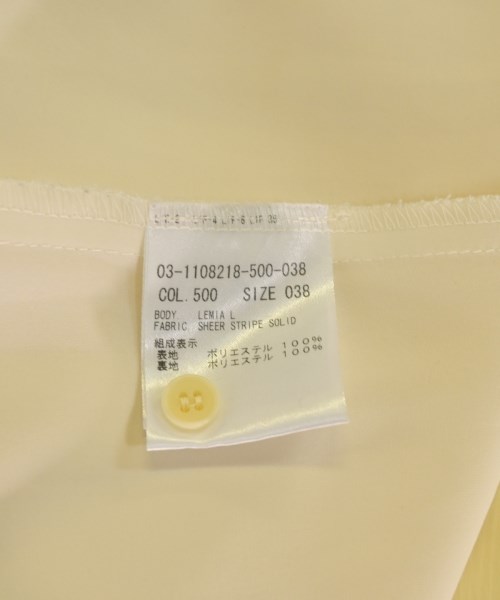 03-1108218-500-038
COL.500 SIZE 038
BODY LEMIA L
FABRIC SHEER STRIPE SOLID
組成表示
表地 ポリエステル 100%
裏地 ポリエステル 100%